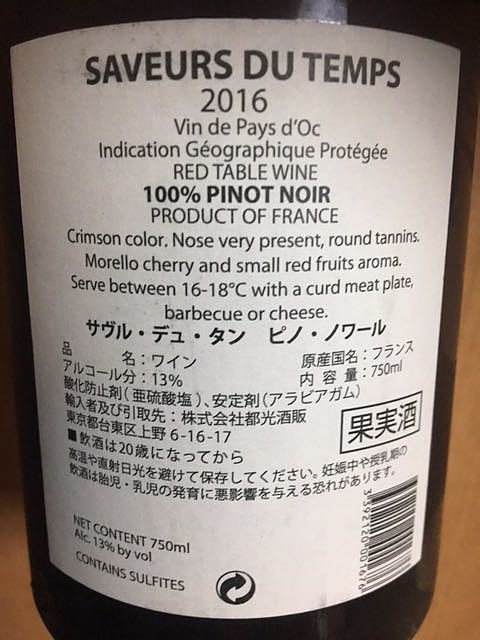 SAVEURS DU TEMPS
2016
Vin de Pays d'Oc
Indication Géographique Protégée
RED TABLE WINE
100% PINOT NOIR
PRODUCT OF FRANCE
Crimson color. Nose very present, round tannins.
Morello cherry and small red fruits aroma.
Serve between 16-18°C with a curd meat plate,
barbecue or cheese.
サヴル・デュ・タン ピノ・ノワール
品 名：ワイン 原産国名：フランス
アルコール分：13% 内容量：750ml
酸化防止剤（亜硫酸塩）、安定剤（アラビアガム）
輸入者及び引取先：株式会社都光酒販
東京都台東区上野6-16-17
果実酒
■飲酒は20歳になってから
高温や直射日光を避けて保存してください。妊娠中や授乳期の
飲酒は胎児・乳児の発育に悪影響を与える恐れがあります。
NET CONTENT 750ml
Alc. 13% by vol
CONTAINS SULFITES
3592120001676